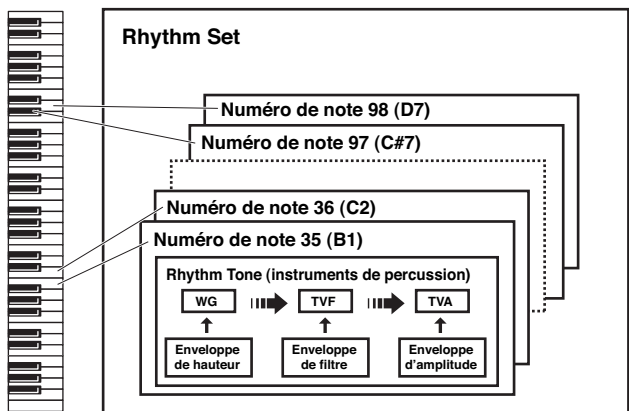 Rhythm Set
Numéro de note 98 (D7)
Numéro de note 97 (C#7)
Numéro de note 36 (C2)
Numéro de note 35 (B1)
Rhythm Tone (instruments de percussion)
WG
TVF
TVA
Enveloppe
de hauteur
Enveloppe
de filtre
Enveloppe
d'amplitude